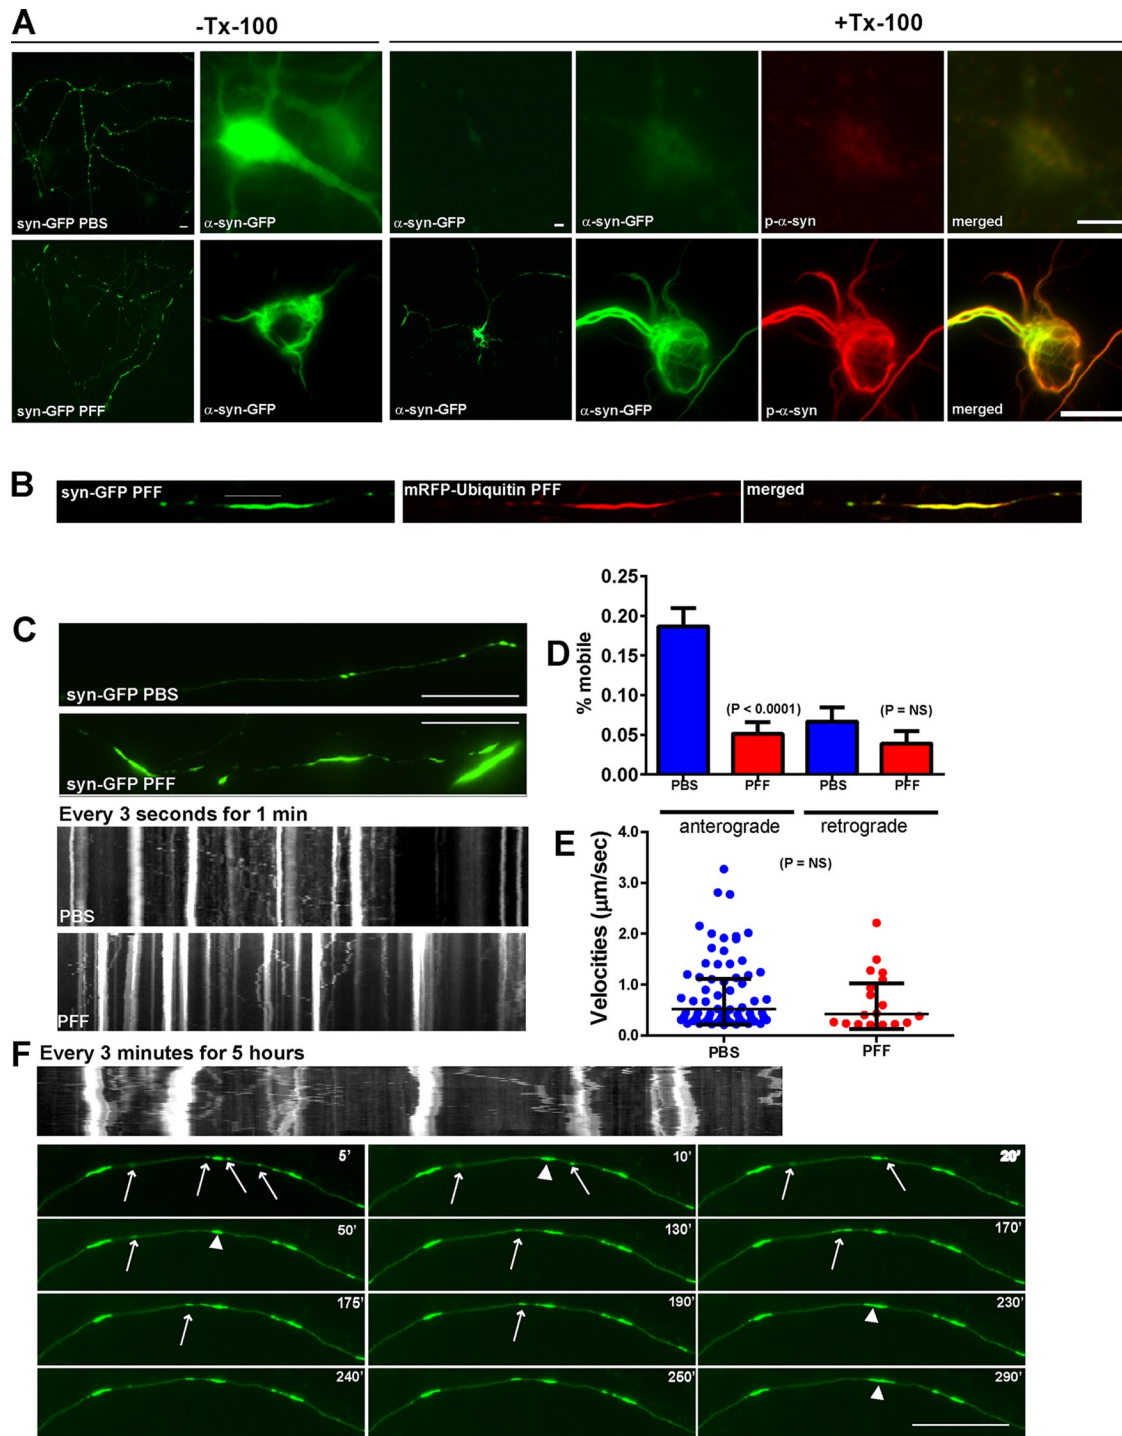 A
-Tx-100
+Tx-100
syn-GFP PBS
α-syn-GFP
α-syn-GFP
α-syn-GFP
p-α-syn
merged
syn-GFP PFF
α-syn-GFP
α-syn-GFP
α-syn-GFP
p-α-syn
merged
B
syn-GFP PFF
mRFP-Ubiquitin PFF
merged
C
syn-GFP PBS
syn-GFP PFF
Every 3 seconds for 1 min
PBS
PFF
D
% mobile
0.25
0.20
0.15
0.10
0.05
0.00
(P < 0.0001)
(P = NS)
PBS
PFF
PBS
PFF
anterograde
retrograde
E
Velocities (μm/sec)
4.0
3.0
2.0
1.0
0.0
(P = NS)
PBS
PFF
F
Every 3 minutes for 5 hours
5'
10'
20'
50'
130'
170'
175'
190'
230'
240'
260'
290'